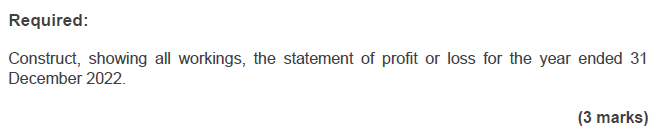 Required:
Construct, showing all workings, the statement of profit or loss for the year ended 31
December 2022.
(3 marks)